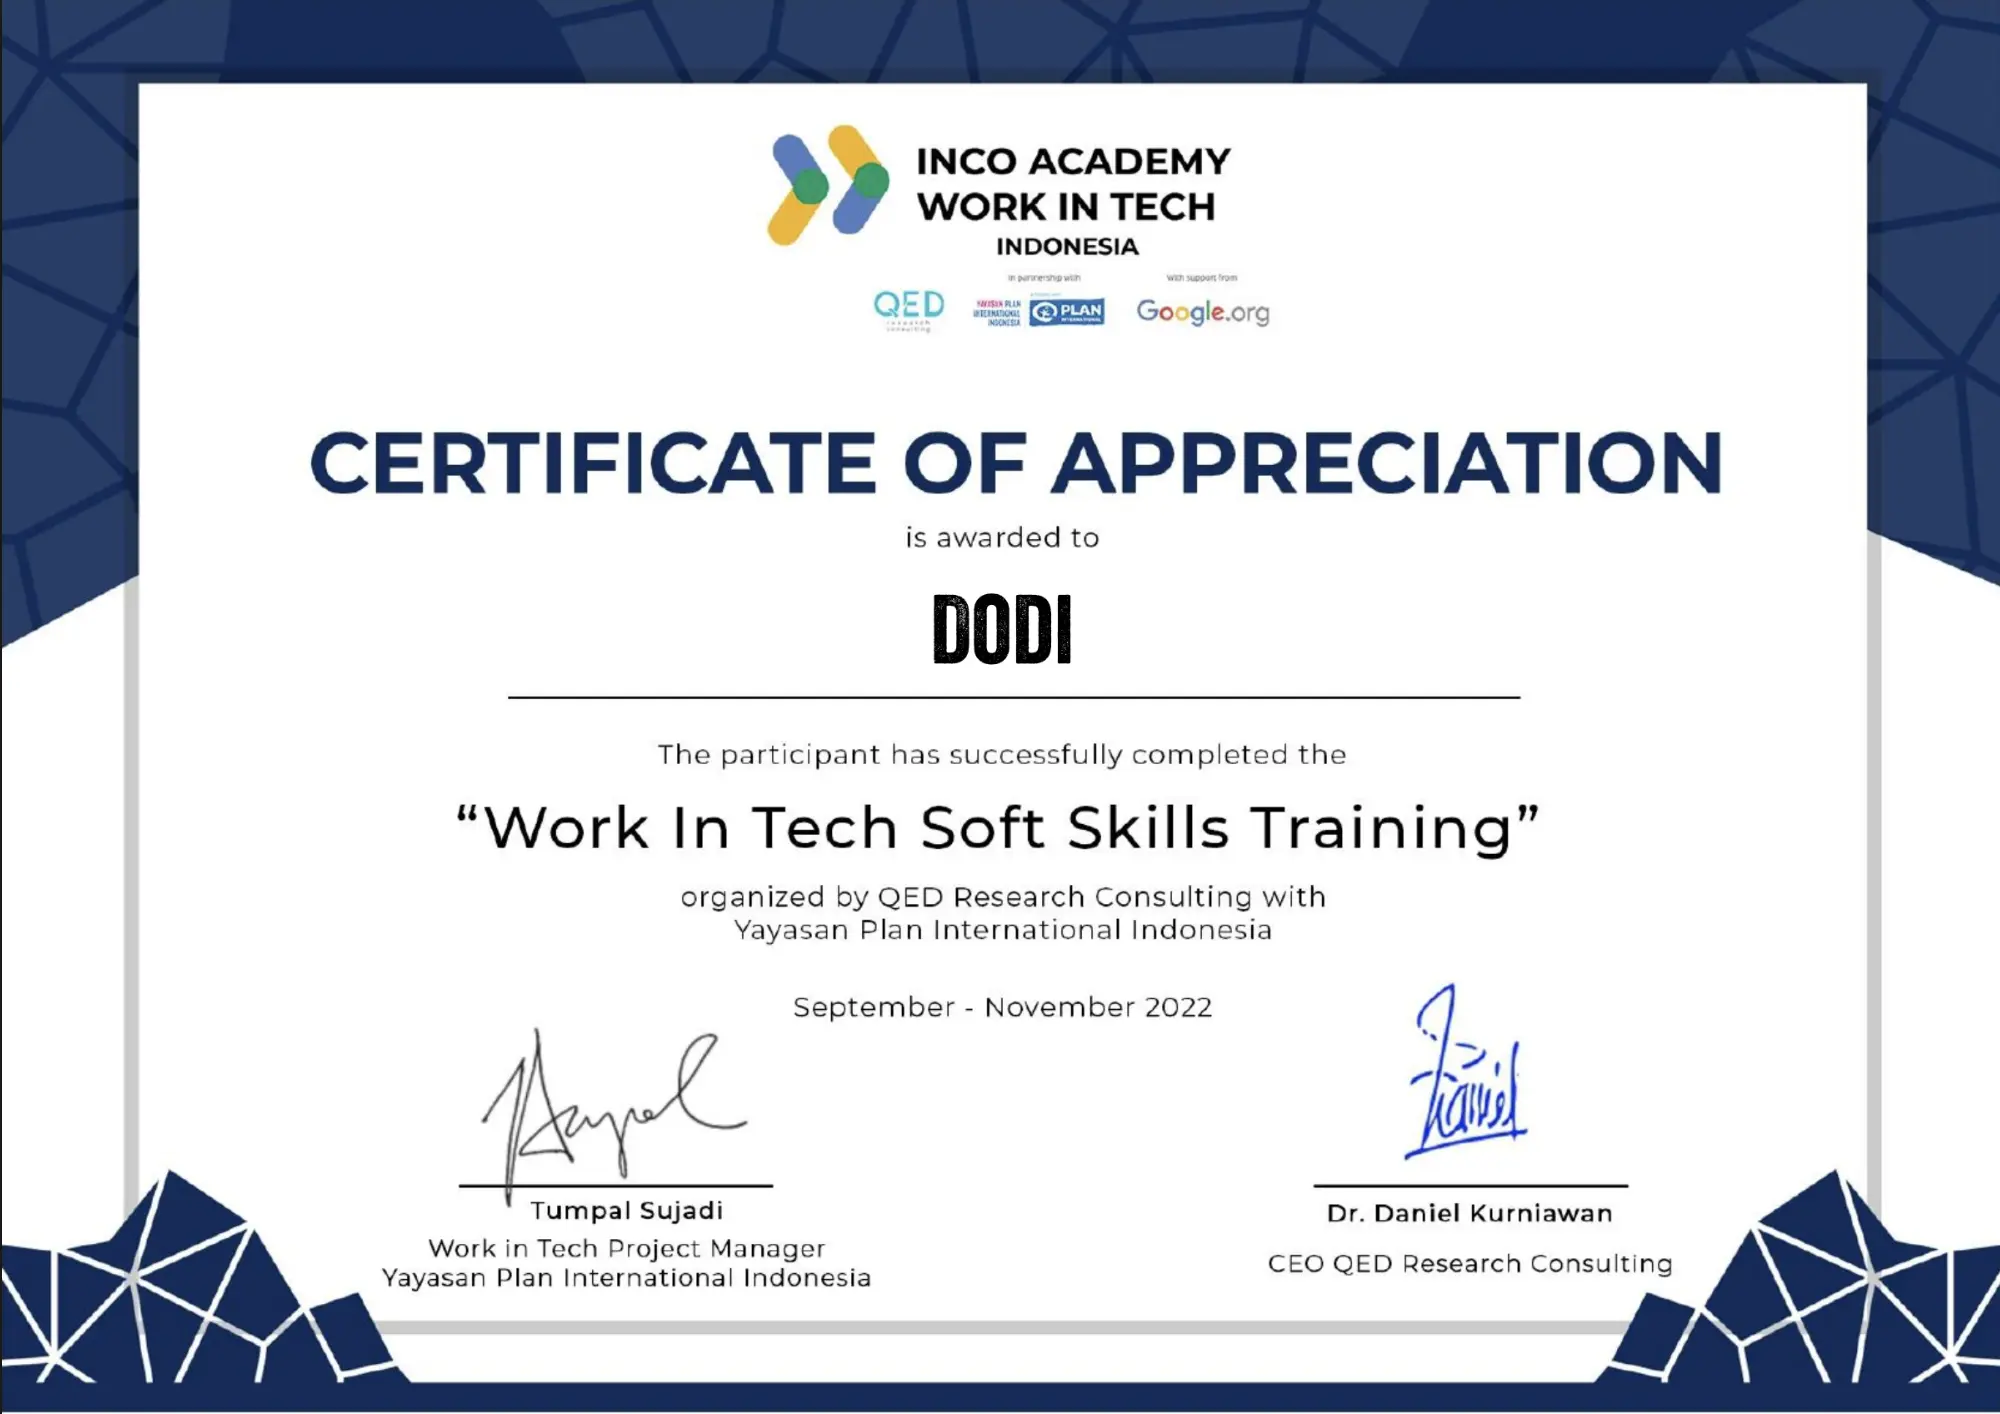 INCO ACADEMY
WORK IN TECH
INDONESIA
In partnership with
With support from
QED
research
consulting
YAYASAN PLAN
INTERNATIONAL
INDONESIA
PLAN
INTERNATIONAL
Google.org
CERTIFICATE OF APPRECIATION
is awarded to
DODI
The participant has successfully completed the
“Work In Tech Soft Skills Training”
organized by QED Research Consulting with
Yayasan Plan International Indonesia
September - November 2022
Daniel
Tumpal Sujadi
Work in Tech Project Manager
Yayasan Plan International Indonesia
Dr. Daniel Kurniawan
CEO QED Research Consulting